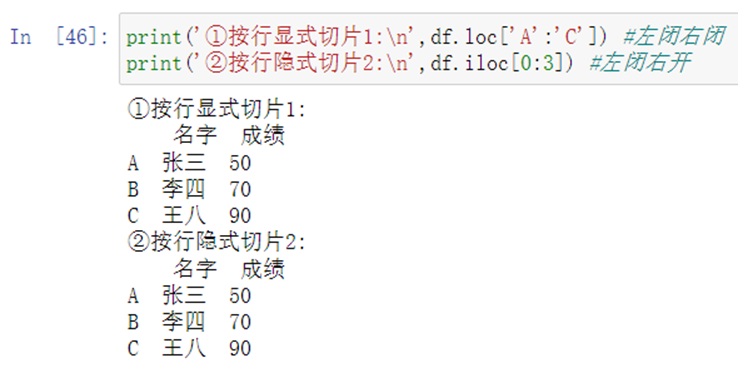 In [46]: print('①按行显式切片1:\n',df.loc['A':'C']) #左闭右闭
print('②按行隐式切片2:\n',df.iloc[0:3]) #左闭右开
①按行显式切片1:
名字 成绩
A 张三 50
B 李四 70
C 王八 90
②按行隐式切片2:
名字 成绩
A 张三 50
B 李四 70
C 王八 90